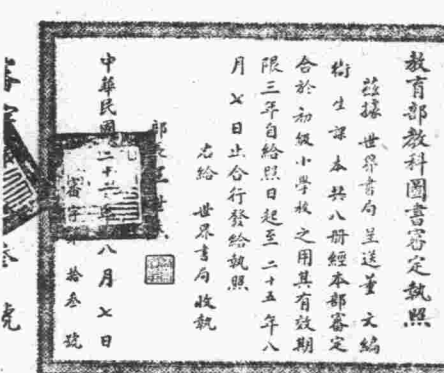 教育部教科圖書審定執照
茲據世界書局呈送董文編
衛生課本共八冊經本部審定
合於初級小學校之用其有效期
限三年自給照日起至二十五年八
月七日止合行發給執照
右給 世界書局收執
部長王世
中華民國二十二年八月七日
審字第拾叁號